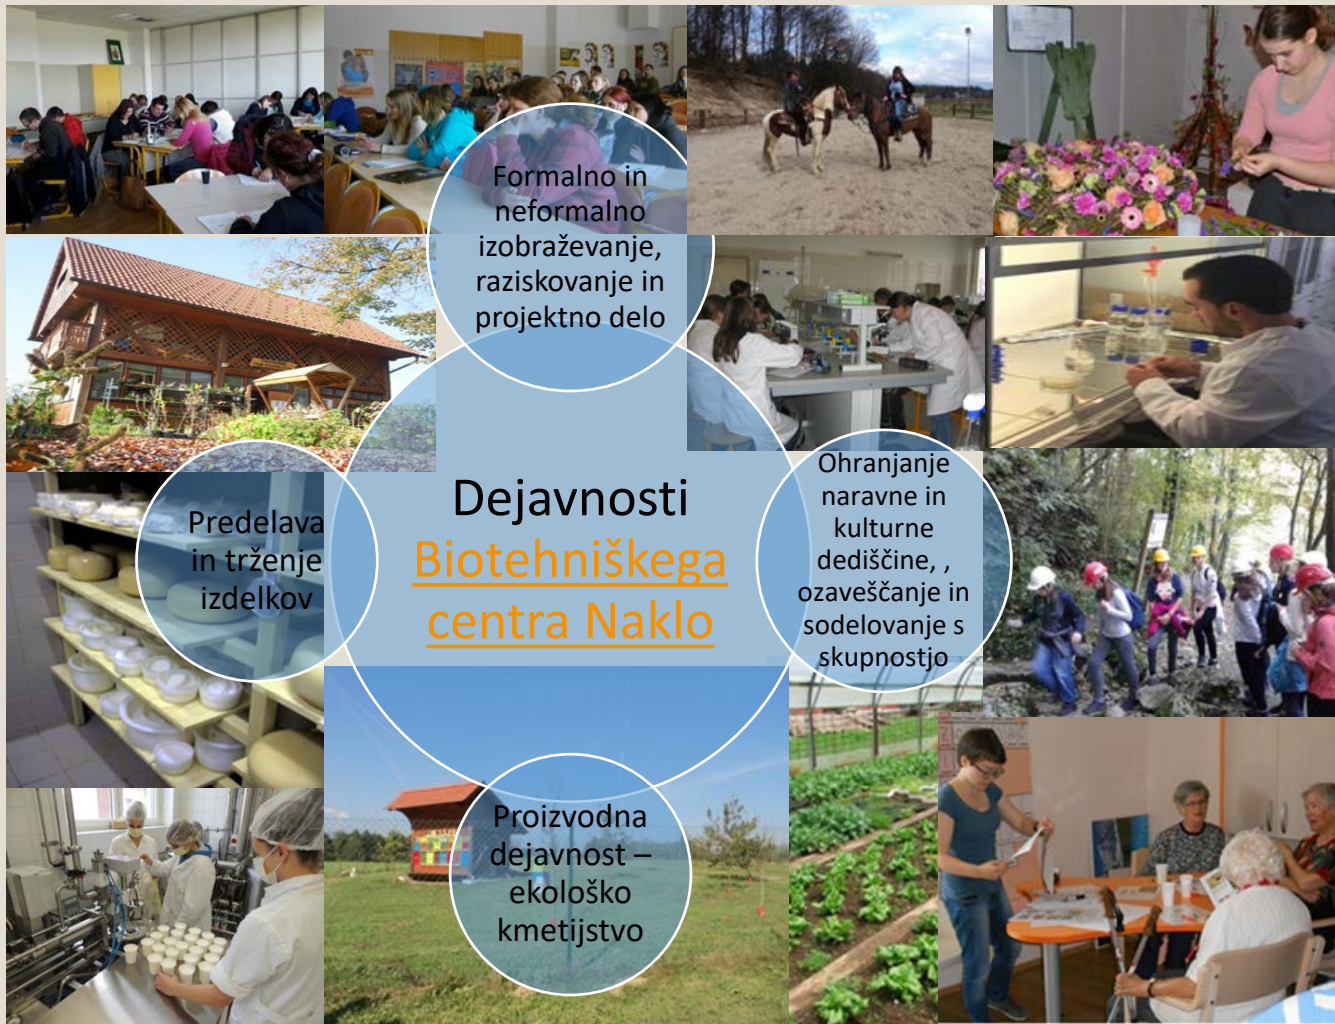 Formalno in
neformalno
izobraževanje,
raziskovanje in
projektno delo
Dejavnosti
Biotehniškega
centra Naklo
Predelava
in trženje
izdelkov
Ohranjanje
naravne in
kulturne
dediščine, ,
ozaveščanje in
sodelovanje s
skupnostjo
Proizvodna
dejavnost –
ekološko
kmetijstvo